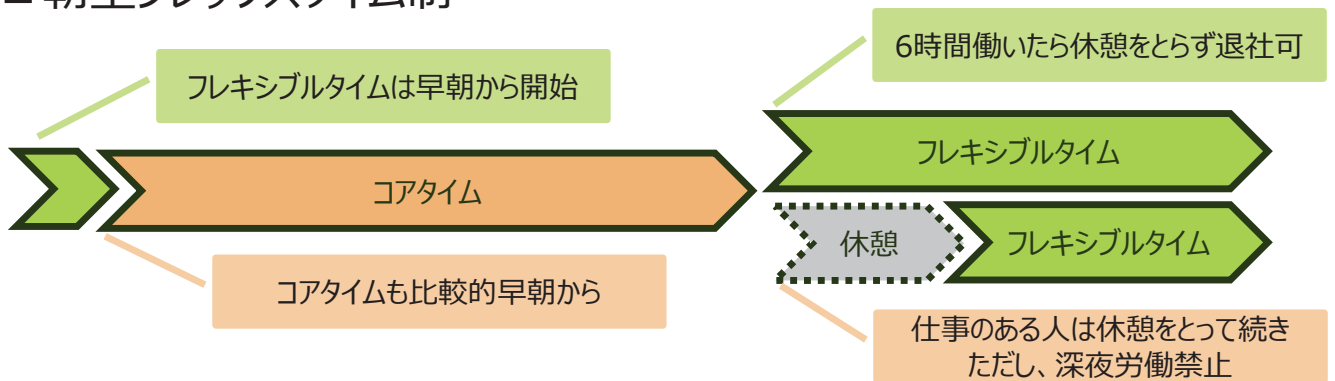 6時間働いたら休憩をとらず退社可
フレキシブルタイムは早朝から開始
フレキシブルタイム
コアタイム
休憩
フレキシブルタイム
コアタイムも比較的早朝から
仕事のある人は休憩をとって続き
ただし、深夜労働禁止